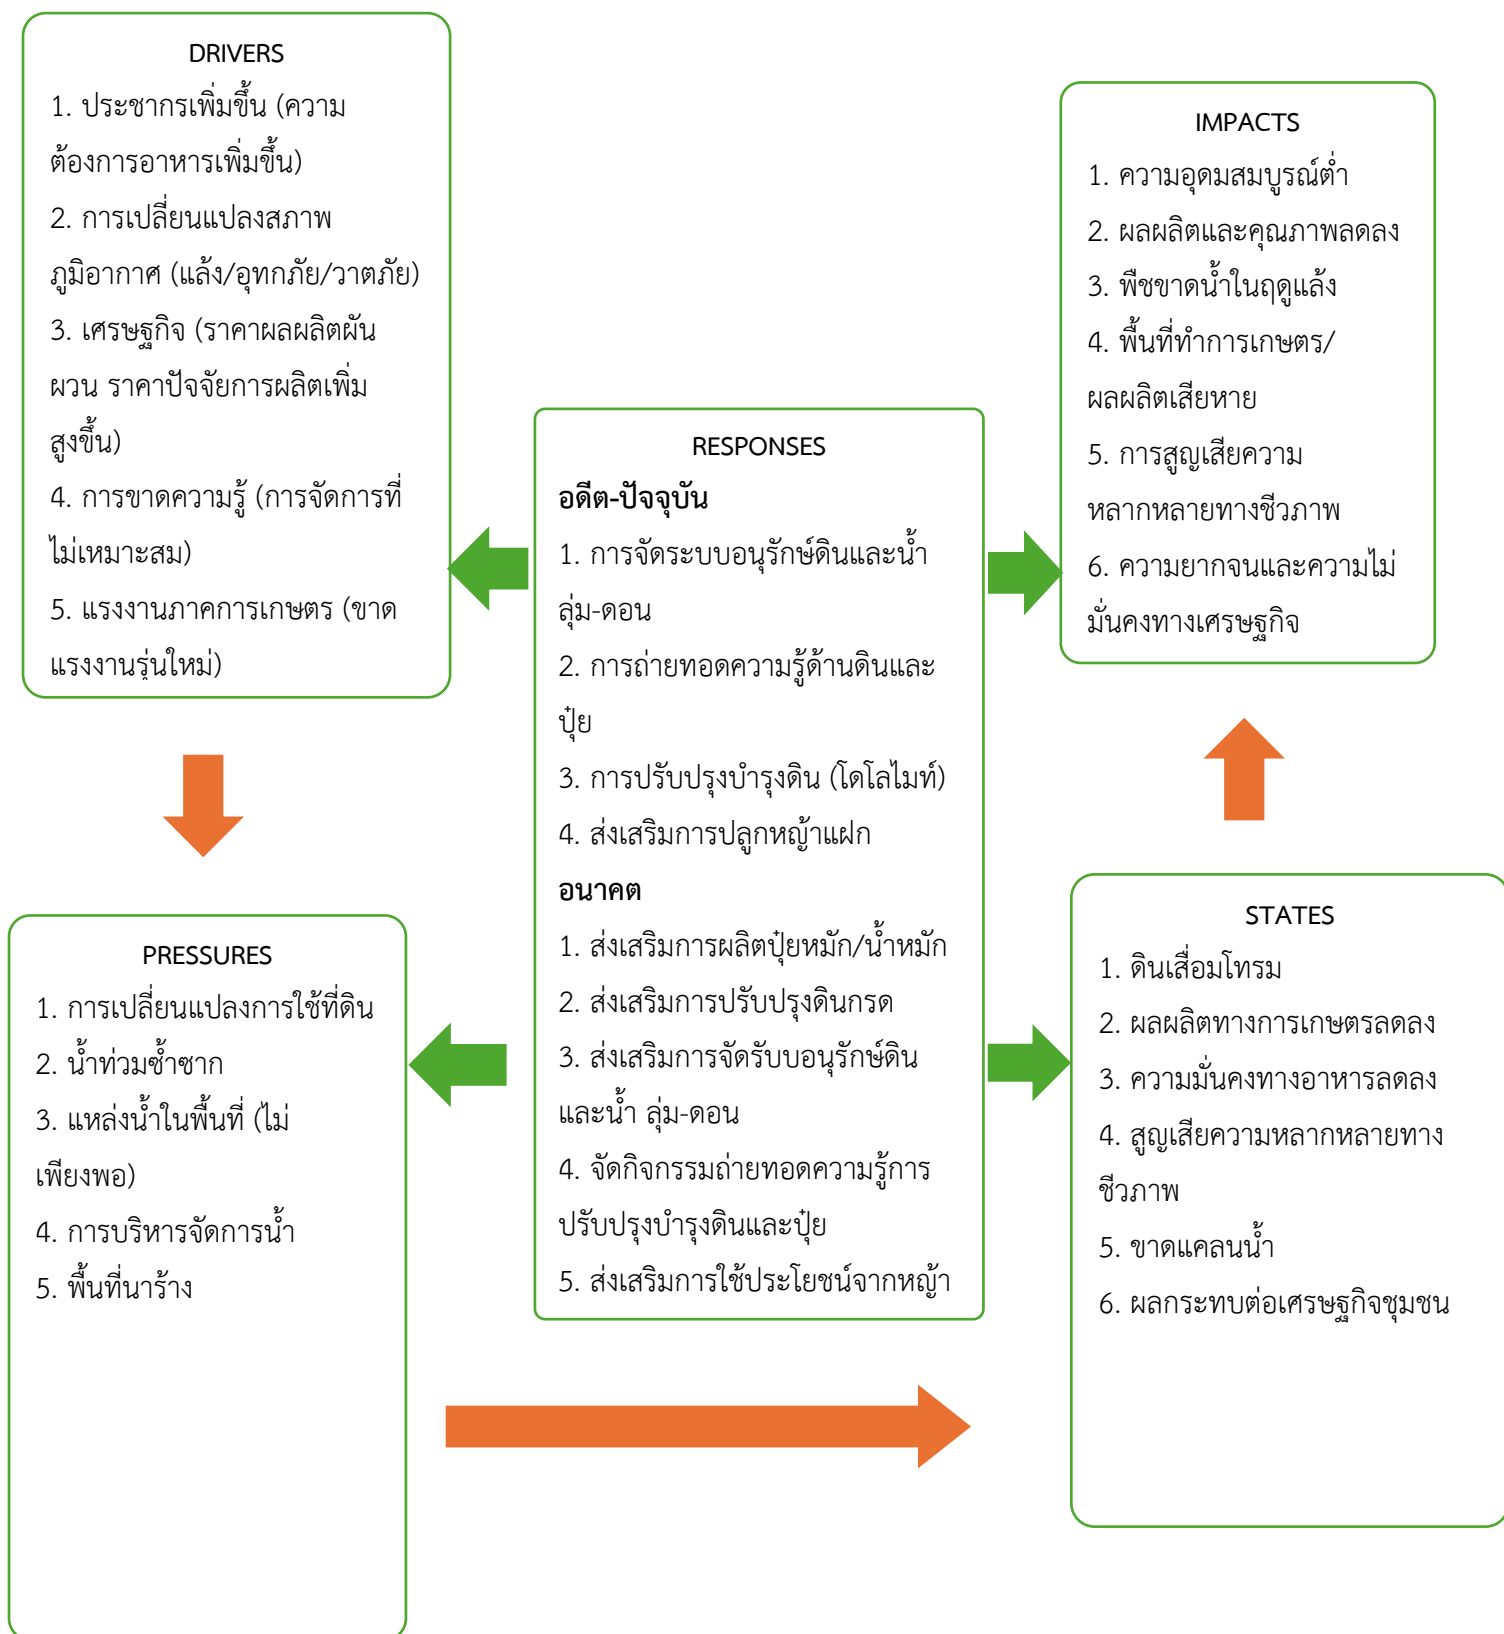 DRIVERS
1. ประชากรเพิ่มขึ้น (ความ
ต้องการอาหารเพิ่มขึ้น)
2. การเปลี่ยนแปลงสภาพ
ภูมิอากาศ (แล้ง/อุทกภัย/วาตภัย)
3. เศรษฐกิจ (ราคาผลผลิตผัน
ผวน ราคาปัจจัยการผลิตเพิ่ม
สูงขึ้น)
4. การขาดความรู้ (การจัดการที่
ไม่เหมาะสม)
5. แรงงานภาคการเกษตร (ขาด
แรงงานรุ่นใหม่)
PRESSURES
1. การเปลี่ยนแปลงการใช้ที่ดิน
2. น้ำท่วมซ้ำซาก
3. แหล่งน้ำในพื้นที่ (ไม่
เพียงพอ)
4. การบริหารจัดการน้ำ
5. พื้นที่นาร้าง
RESPONSES
อดีต-ปัจจุบัน
1. การจัดระบบอนุรักษ์ดินและน้ำ
ลุ่ม-ดอน
2. การถ่ายทอดความรู้ด้านดินและ
ปุ๋ย
3. การปรับปรุงบำรุงดิน (โดโลไมท์)
4. ส่งเสริมการปลูกหญ้าแฝก
อนาคต
1. ส่งเสริมการผลิตปุ๋ยหมัก/น้ำหมัก
2. ส่งเสริมการปรับปรุงดินกรด
3. ส่งเสริมการจัดรับบอนุรักษ์ดิน
และน้ำ ลุ่ม-ดอน
4. จัดกิจกรรมถ่ายทอดความรู้การ
ปรับปรุงบำรุงดินและปุ๋ย
5. ส่งเสริมการใช้ประโยชน์จากหญ้า
IMPACTS
1. ความอุดมสมบูรณ์ต่ำ
2. ผลผลิตและคุณภาพลดลง
3. พืชขาดน้ำในฤดูแล้ง
4. พื้นที่ทำการเกษตร/
ผลผลิตเสียหาย
5. การสูญเสียความ
หลากหลายทางชีวภาพ
6. ความยากจนและความไม่
มั่นคงทางเศรษฐกิจ
STATES
1. ดินเสื่อมโทรม
2. ผลผลิตทางการเกษตรลดลง
3. ความมั่นคงทางอาหารลดลง
4. สูญเสียความหลากหลายทาง
ชีวภาพ
5. ขาดแคลนน้ำ
6. ผลกระทบต่อเศรษฐกิจชุมชน